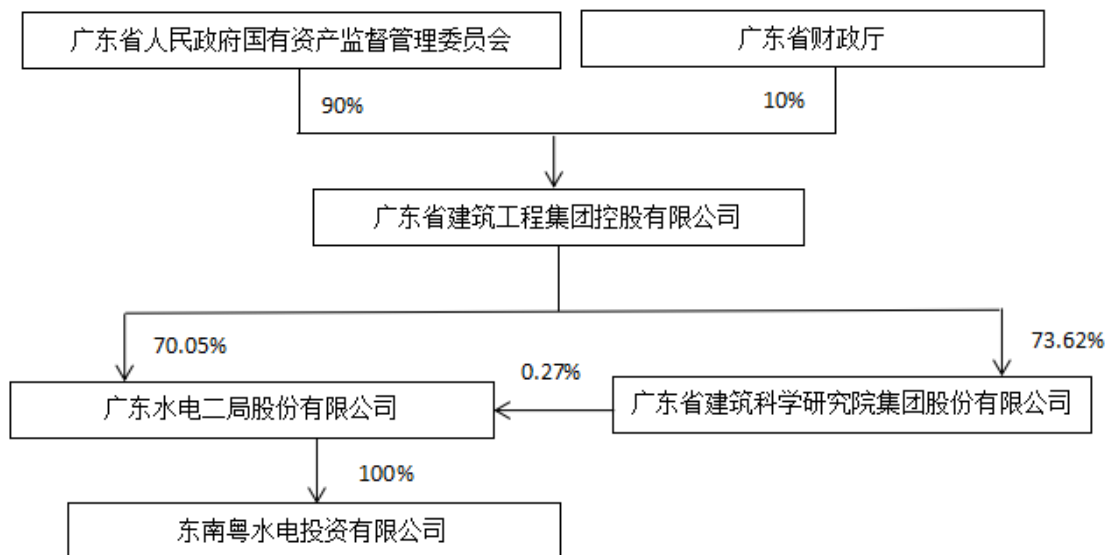 广东省人民政府国有资产监督管理委员会
广东省财政厅
90%
10%
广东省建筑工程集团控股有限公司
70.05%
73.62%
0.27%
广东水电二局股份有限公司
广东省建筑科学研究院集团股份有限公司
100%
东南粤水电投资有限公司